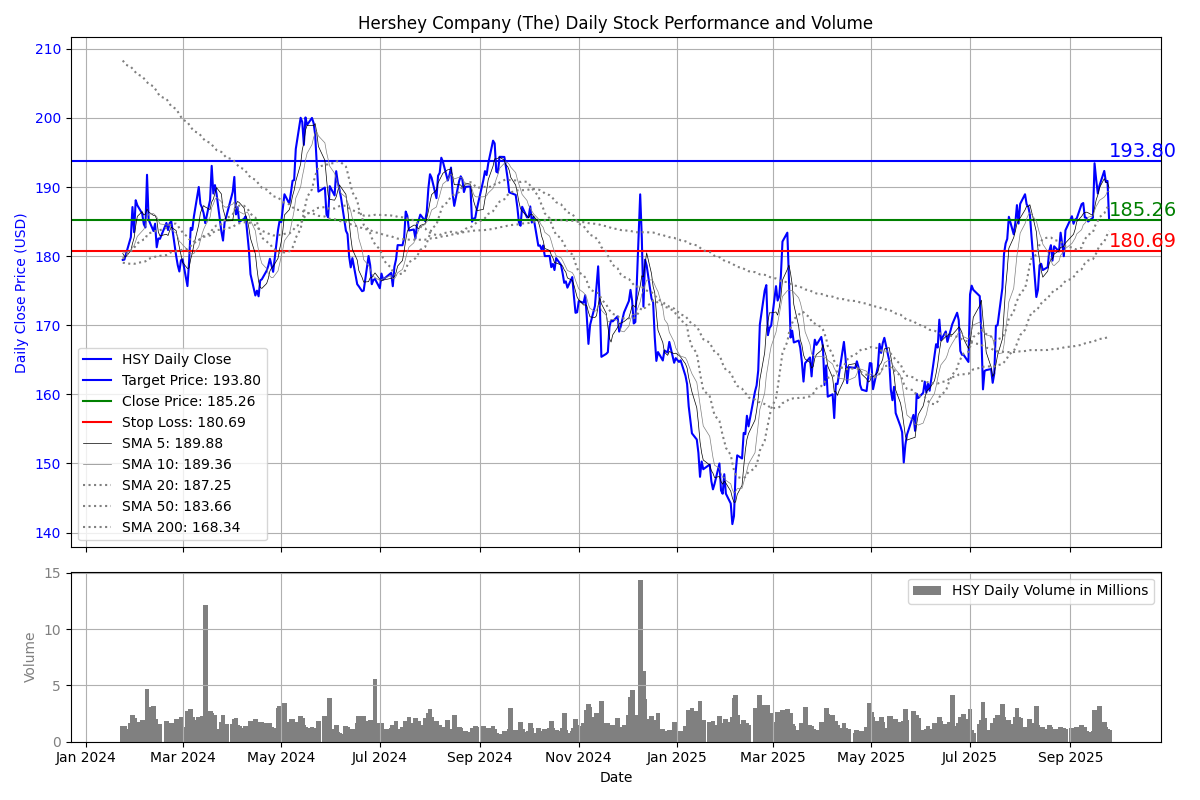 Hershey Company (The) Daily Stock Performance and Volume
210
200
190
180
170
160
150
140
Daily Close Price (USD)
193.80
185.26
180.69
HSY Daily Close
Target Price: 193.80
Close Price: 185.26
Stop Loss: 180.69
SMA 5: 189.88
SMA 10: 189.36
SMA 20: 187.25
SMA 50: 183.66
SMA 200: 168.34
15
10
5
0
Volume
HSY Daily Volume in Millions
Jan 2024 Mar 2024 May 2024 Jul 2024 Sep 2024 Nov 2024 Jan 2025 Mar 2025 May 2025 Jul 2025 Sep 2025
Date